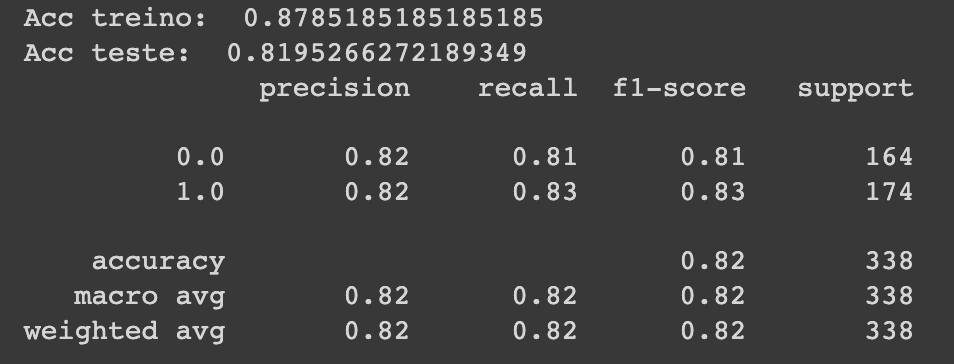 Acc treino:  0.8785185185185185
Acc teste:  0.8195266272189349
              precision    recall  f1-score   support

         0.0       0.82      0.81      0.81       164
         1.0       0.82      0.83      0.83       174

    accuracy                           0.82       338
   macro avg       0.82      0.82      0.82       338
weighted avg       0.82      0.82      0.82       338